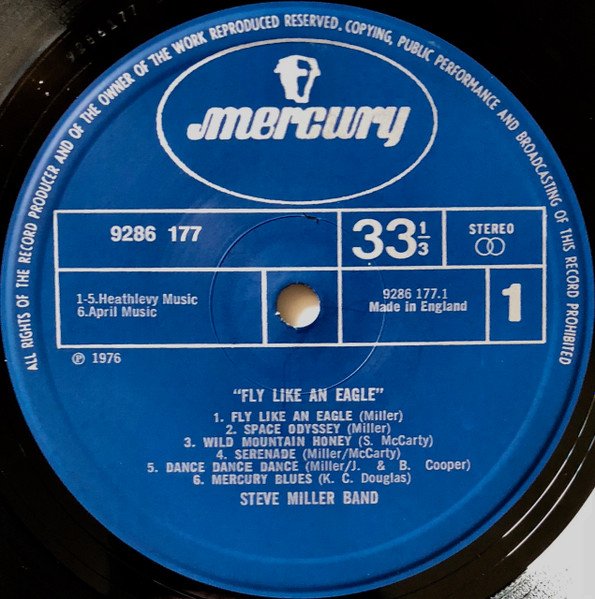 ALL RIGHTS OF THE RECORD PRODUCER AND OF THE OWNER OF THE WORK REPRODUCED RESERVED. COPYING, PUBLIC PERFORMANCE AND BROADCASTING OF THIS RECORD PROHIBITED
mercury
9286 177
33 1/3
STEREO
1-5.Heathlevy Music
6.April Music
9286 177.1
Made in England
1
Ⓟ 1976
"FLY LIKE AN EAGLE"
1. FLY LIKE AN EAGLE (Miller)
2. SPACE ODYSSEY (Miller)
3. WILD MOUNTAIN HONEY (S. McCarty)
4. SERENADE (Miller/McCarty)
5. DANCE DANCE DANCE (Miller/J. & B. Cooper)
6. MERCURY BLUES (K. C. Douglas)
STEVE MILLER BAND